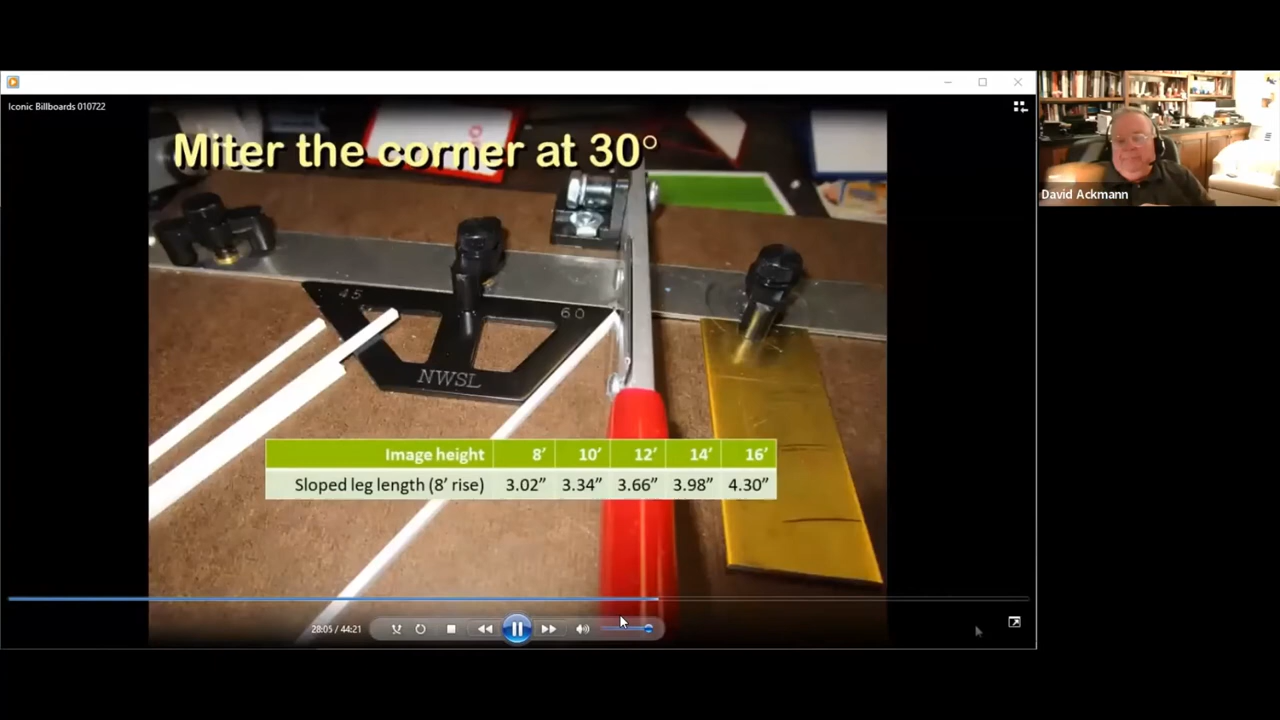 Iconic Billboards 010722
Miter the corner at 30°
45
60
NWSL
Image height 8’ 10’ 12’ 14’ 16’
Sloped leg length (8’ rise) 3.02” 3.34” 3.66” 3.98” 4.30”
28:05 / 44:21
David Ackmann